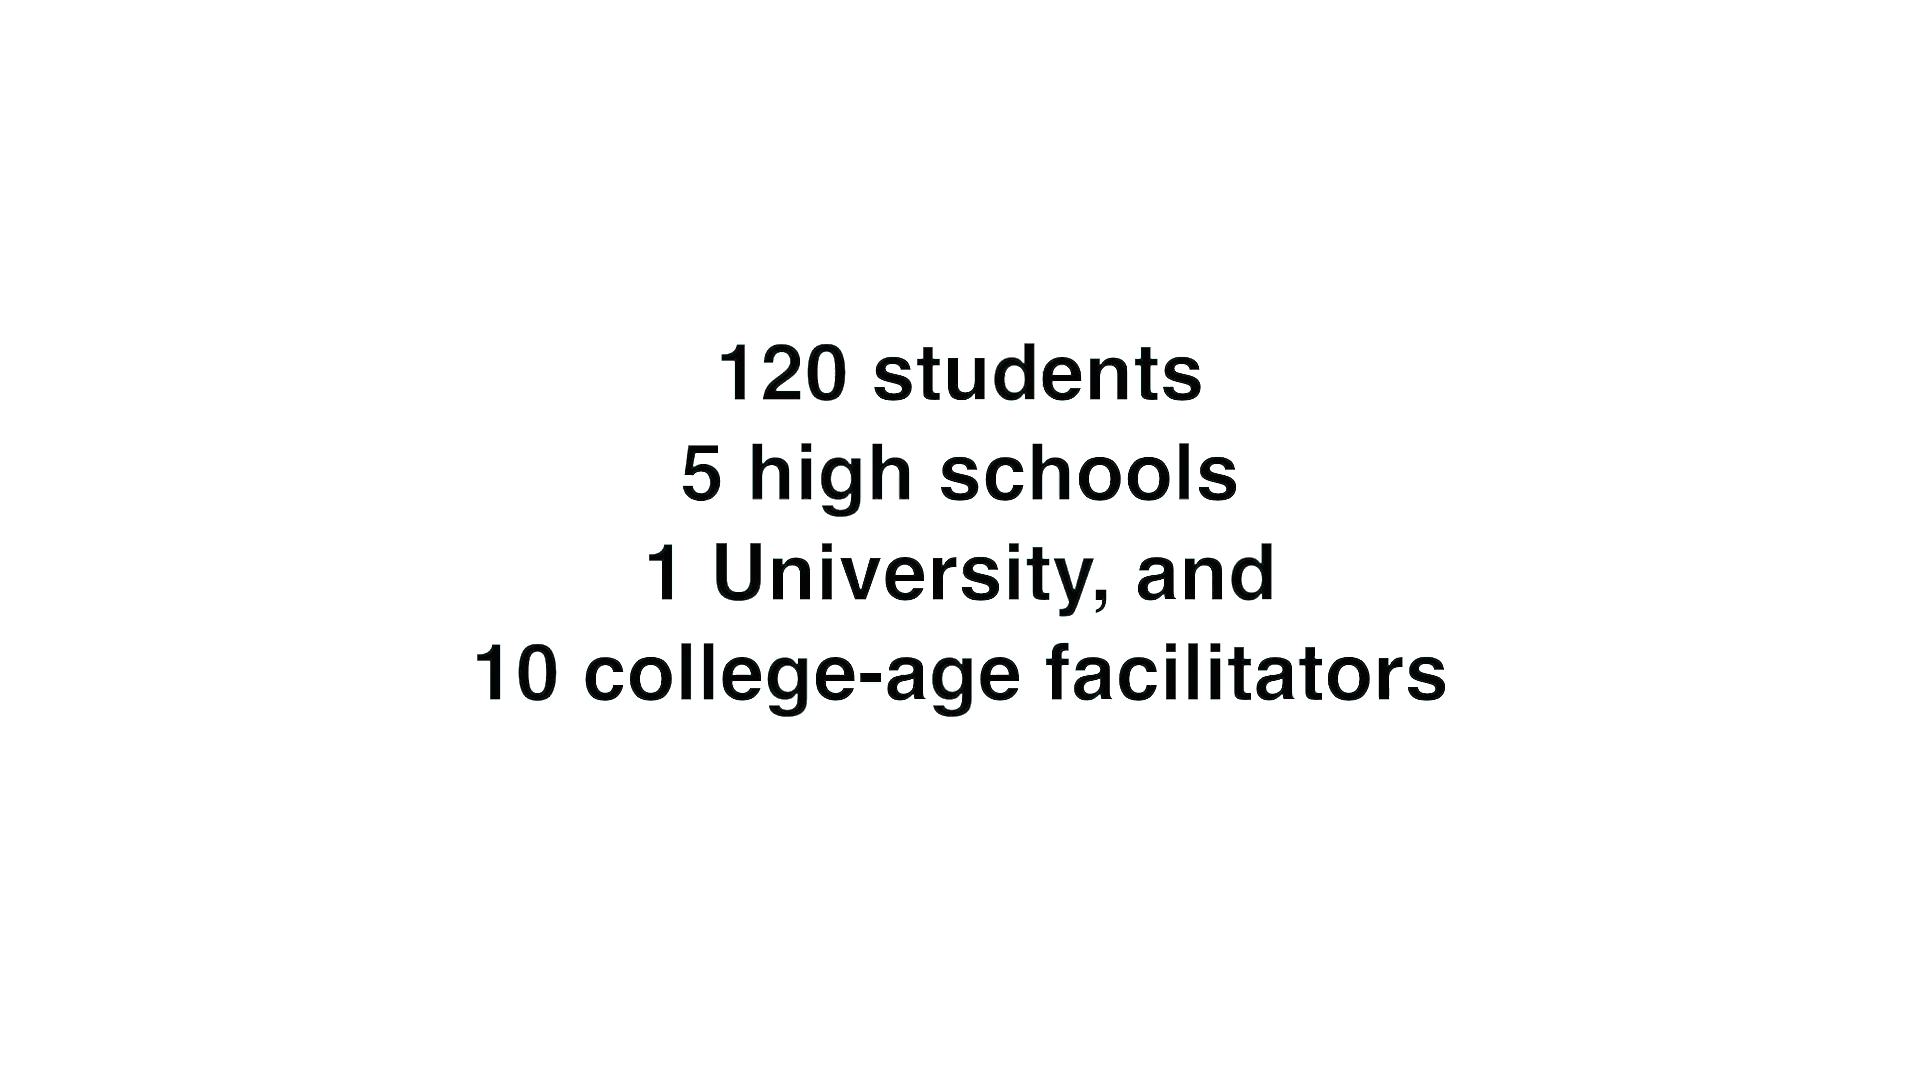 120 students
5 high schools
1 University, and
10 college-age facilitators